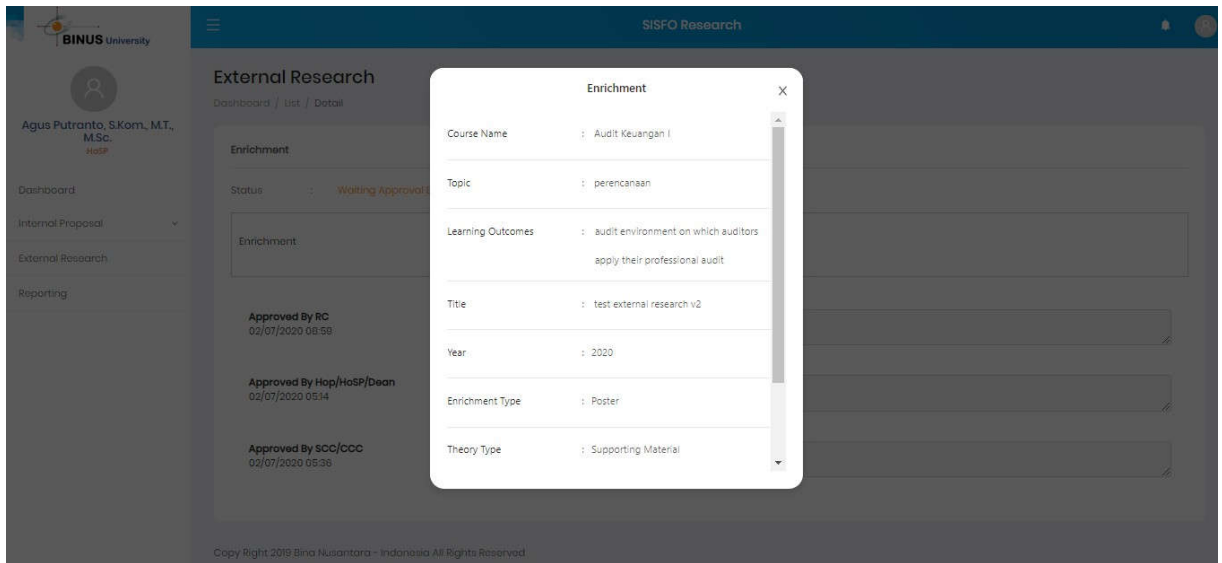 BINUS University
SISFO Research
Agus Putranto, S.Kom., M.T.,
M.Sc.
HoSP
Dashboard
Internal Proposal
External Research
Reporting
External Research
Dashboard / List / Detail
Enrichment
Status : Waiting Approval
Enrichment
Approved By RC
02/07/2020 08:59
Approved By Hop/HoSP/Dean
02/07/2020 05:14
Approved By SCC/CCC
02/07/2020 05:36
Enrichment X
Course Name : Audit Keuangan I
Topic : perencanaan
Learning Outcomes : audit environment on which auditors
apply their professional audit
Title : test external research v2
Year : 2020
Enrichment Type : Poster
Theory Type : Supporting Material
Copy Right 2019 Bina Nusantara - Indonesia All Rights Reserved